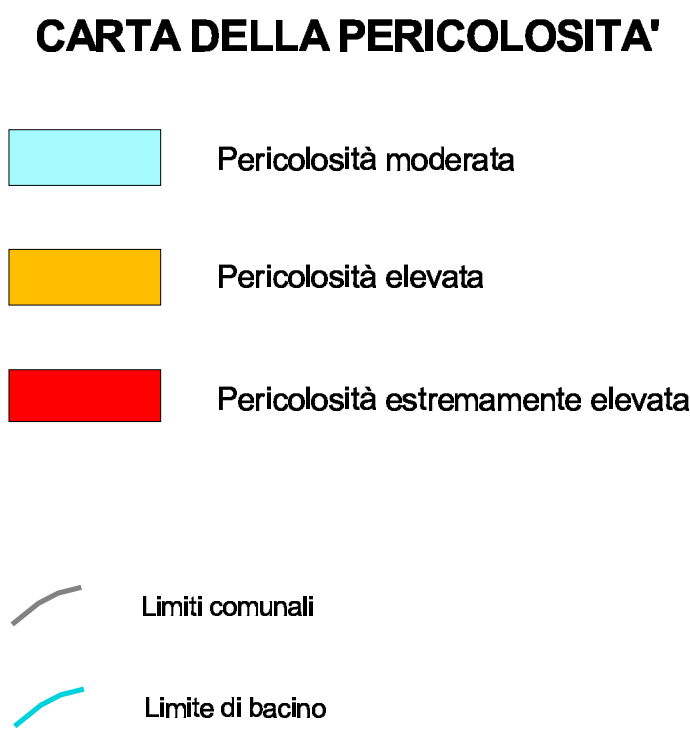 CARTA DELLA PERICOLOSITA'
Pericolosità moderata
Pericolosità elevata
Pericolosità estremamente elevata
Limiti comunali
Limite di bacino